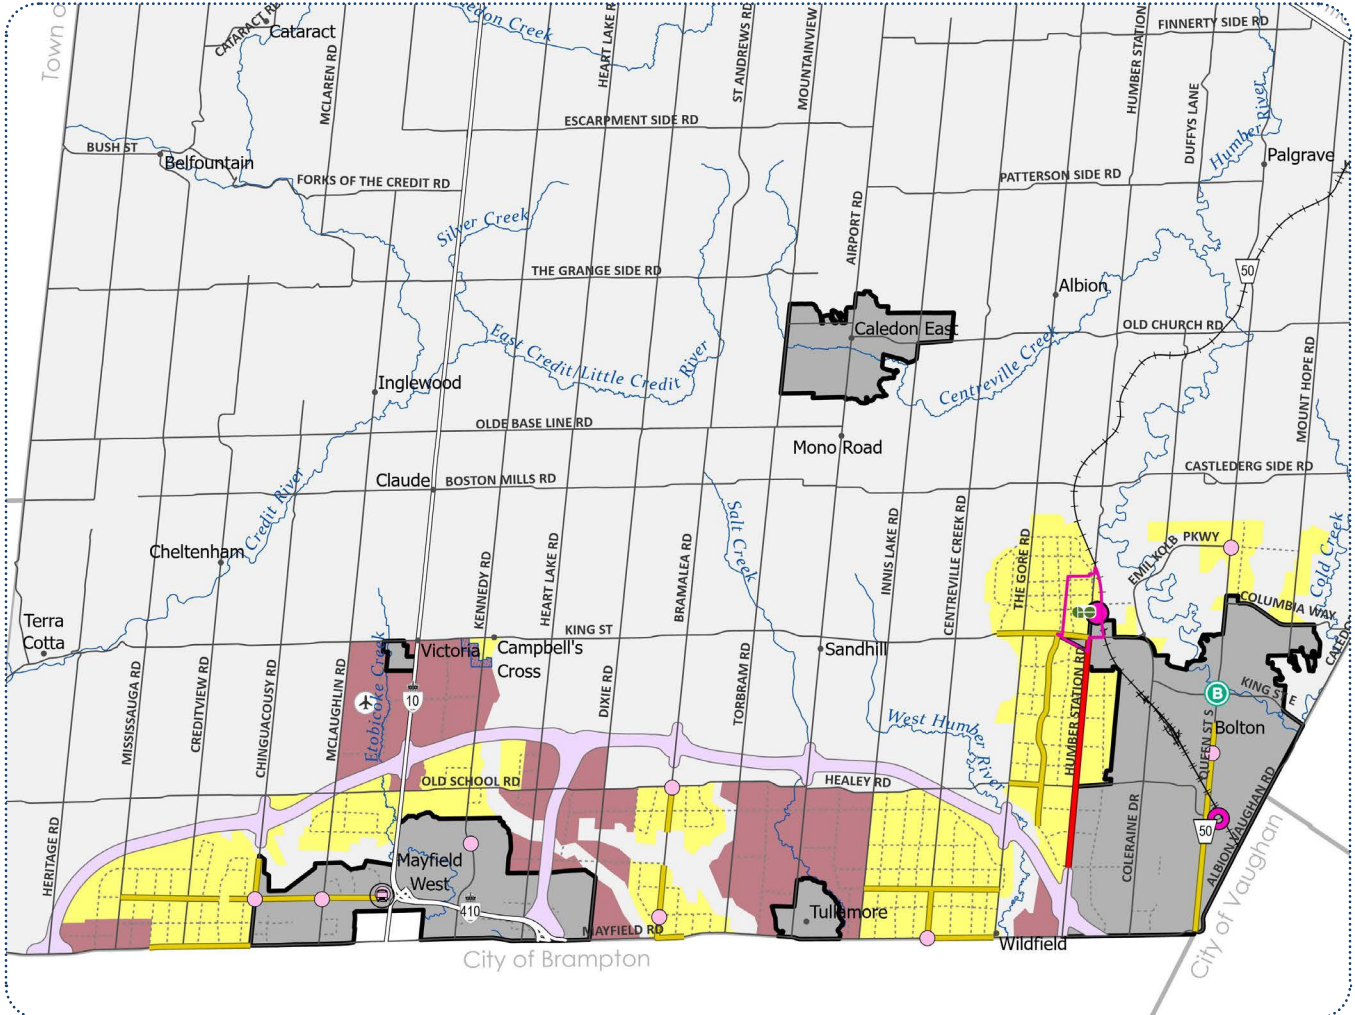 FINNERTY SIDE RD
CATARACT RD
Cataract
Creek
Town o
MCLAREN RD
HEART LAKE R
ST ANDREWS RD
MOUNTAINVIEW
HUMBER STATION
DUFFYS LANE
Humber River
ESCARPMENT SIDE RD
BUSH ST
Belfountain
Palgrave
FORKS OF THE CREDIT RD
PATTERSON SIDE RD
Silver Creek
AIRPORT RD
THE GRANGE SIDE RD
50
Albion
Caledon East
OLD CHURCH RD
East Credit/Little Credit River
Centreville Creek
MOUNT HOPE RD
Inglewood
OLDE BASE LINE RD
Mono Road
CASTLEDERG SIDE RD
Claude
BOSTON MILLS RD
Credit River
Salt Creek
INNIS LAKE RD
CENTREVILLE CREEK RD
THE GORE RD
Cold Creek
EMIL KOLB PKWY
Cheltenham
KENNEDY RD
HEART LAKE RD
BRAMALEA RD
COLUMBIA WAY
Terra
Cotta
KING ST
Victoria
Campbell's
Cross
Sandhill
CALEDO
MISSISSAUGA RD
CREDITVIEW RD
CHINGUACOUSY RD
MCLAUGHLIN RD
Etobicoke Creek
10
DIXIE RD
TORBRAM RD
HUMBER STATION RD
B
KING ST E
West Humber River
QUEEN ST S
Bolton
OLD SCHOOL RD
HEALEY RD
HERITAGE RD
COLERAINE DR
50
ALBION VAUGHAN RD
Mayfield
West
410
Tullamore
MAYFIELD RD
Wildfield
City of Brampton
City of Vaughan